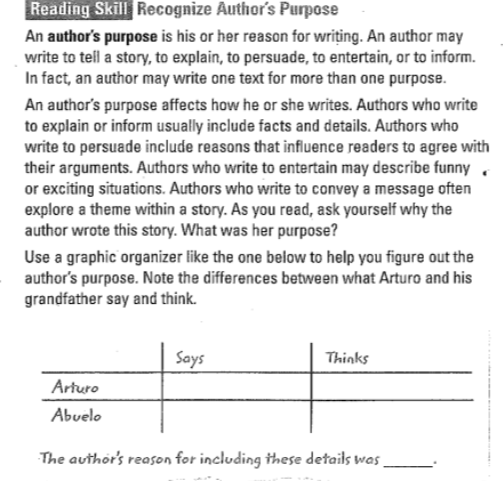 Reading Skill Recognize Author's Purpose
An author's purpose is his or her reason for writing. An author may
write to tell a story, to explain, to persuade, to entertain, or to inform.
In fact, an author may write one text for more than one purpose.
An author's purpose affects how he or she writes. Authors who write
to explain or inform usually include facts and details. Authors who
write to persuade include reasons that influence readers to agree with
their arguments. Authors who write to entertain may describe funny
or exciting situations. Authors who write to convey a message often
explore a theme within a story. As you read, ask yourself why the
author wrote this story. What was her purpose?
Use a graphic organizer like the one below to help you figure out the
author's purpose. Note the differences between what Arturo and his
grandfather say and think.
Says Thinks
Arturo
Abuelo
The author's reason for including these details was ______.